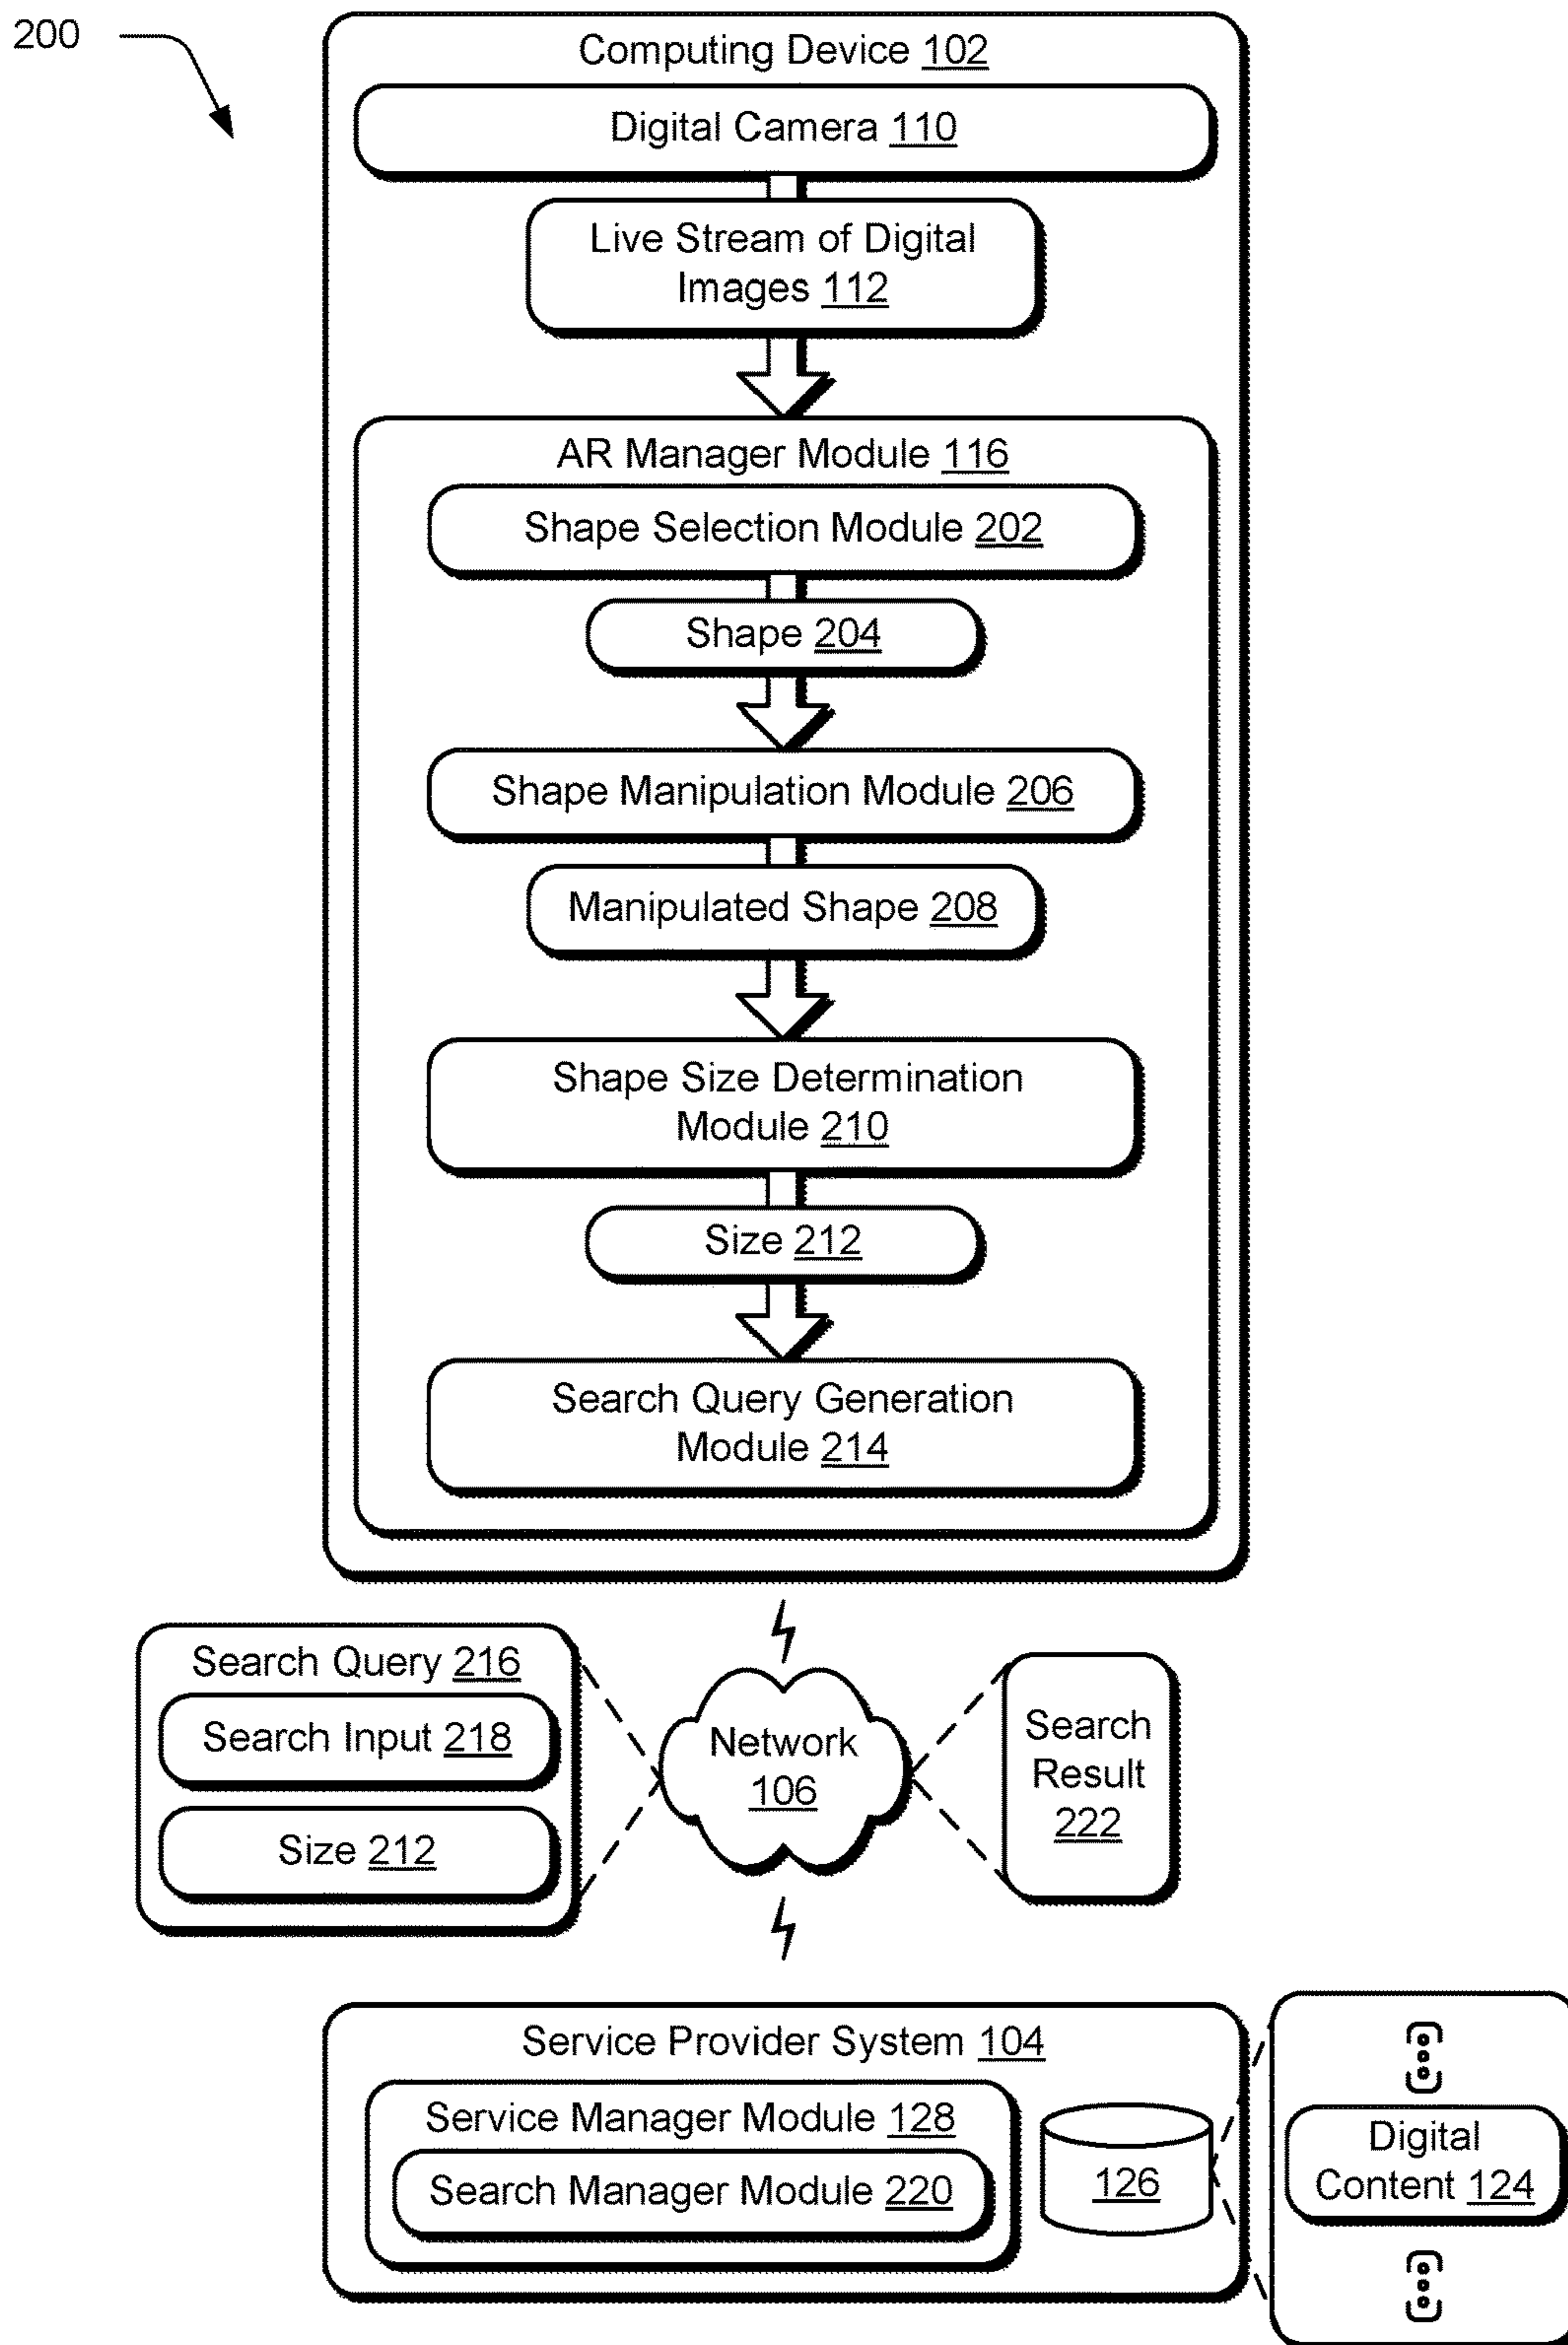 200
Computing Device 102
Digital Camera 110
Live Stream of Digital
Images 112
AR Manager Module 116
Shape Selection Module 202
Shape 204
Shape Manipulation Module 206
Manipulated Shape 208
Shape Size Determination
Module 210
Size 212
Search Query Generation
Module 214
Search Query 216
Search Input 218
Size 212
Network
106
Search
Result
222
Service Provider System 104
Service Manager Module 128
Search Manager Module 220
126
Digital
Content 124